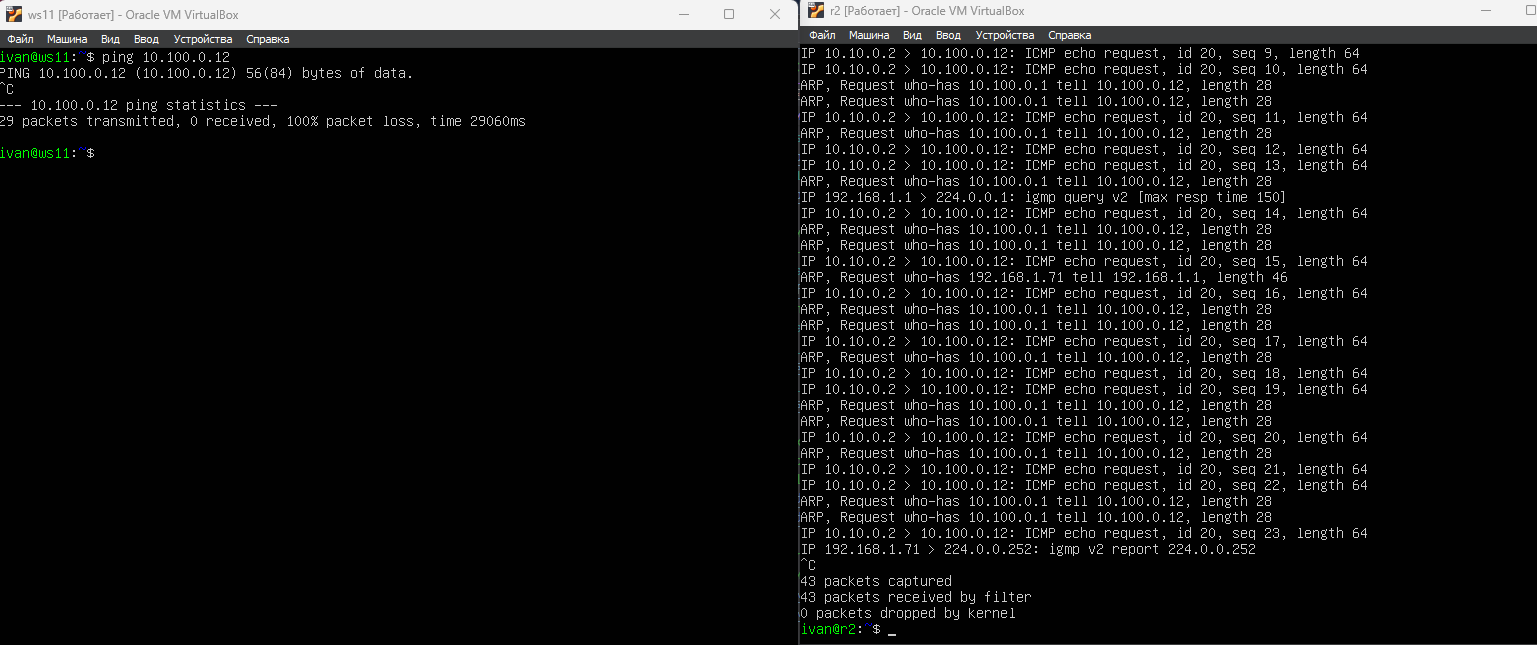 ws11 [Работает] - Oracle VM VirtualBox
Файл Машина Вид Ввод Устройства Справка
ivan@ws11:~$ ping 10.100.0.12
PING 10.100.0.12 (10.100.0.12) 56(84) bytes of data.
^C
--- 10.100.0.12 ping statistics ---
29 packets transmitted, 0 received, 100% packet loss, time 29060ms
ivan@ws11:~$
r2 [Работает] - Oracle VM VirtualBox
Файл Машина Вид Ввод Устройства Справка
IP 10.10.0.2 > 10.100.0.12: ICMP echo request, id 20, seq 9, length 64
IP 10.10.0.2 > 10.100.0.12: ICMP echo request, id 20, seq 10, length 64
ARP, Request who-has 10.100.0.1 tell 10.100.0.12, length 28
ARP, Request who-has 10.100.0.1 tell 10.100.0.12, length 28
IP 10.10.0.2 > 10.100.0.12: ICMP echo request, id 20, seq 11, length 64
ARP, Request who-has 10.100.0.1 tell 10.100.0.12, length 28
IP 10.10.0.2 > 10.100.0.12: ICMP echo request, id 20, seq 12, length 64
IP 10.10.0.2 > 10.100.0.12: ICMP echo request, id 20, seq 13, length 64
ARP, Request who-has 10.100.0.1 tell 10.100.0.12, length 28
IP 192.168.1.1 > 224.0.0.1: igmp query v2 [max resp time 150]
IP 10.10.0.2 > 10.100.0.12: ICMP echo request, id 20, seq 14, length 64
ARP, Request who-has 10.100.0.1 tell 10.100.0.12, length 28
ARP, Request who-has 10.100.0.1 tell 10.100.0.12, length 28
IP 10.10.0.2 > 10.100.0.12: ICMP echo request, id 20, seq 15, length 64
ARP, Request who-has 192.168.1.71 tell 192.168.1.1, length 46
IP 10.10.0.2 > 10.100.0.12: ICMP echo request, id 20, seq 16, length 64
ARP, Request who-has 10.100.0.1 tell 10.100.0.12, length 28
ARP, Request who-has 10.100.0.1 tell 10.100.0.12, length 28
IP 10.10.0.2 > 10.100.0.12: ICMP echo request, id 20, seq 17, length 64
ARP, Request who-has 10.100.0.1 tell 10.100.0.12, length 28
IP 10.10.0.2 > 10.100.0.12: ICMP echo request, id 20, seq 18, length 64
IP 10.10.0.2 > 10.100.0.12: ICMP echo request, id 20, seq 19, length 64
ARP, Request who-has 10.100.0.1 tell 10.100.0.12, length 28
ARP, Request who-has 10.100.0.1 tell 10.100.0.12, length 28
IP 10.10.0.2 > 10.100.0.12: ICMP echo request, id 20, seq 20, length 64
ARP, Request who-has 10.100.0.1 tell 10.100.0.12, length 28
IP 10.10.0.2 > 10.100.0.12: ICMP echo request, id 20, seq 21, length 64
IP 10.10.0.2 > 10.100.0.12: ICMP echo request, id 20, seq 22, length 64
ARP, Request who-has 10.100.0.1 tell 10.100.0.12, length 28
ARP, Request who-has 10.100.0.1 tell 10.100.0.12, length 28
IP 10.10.0.2 > 10.100.0.12: ICMP echo request, id 20, seq 23, length 64
IP 192.168.1.71 > 224.0.0.252: igmp v2 report 224.0.0.252
^C
43 packets captured
43 packets received by filter
0 packets dropped by kernel
ivan@r2:~$ _